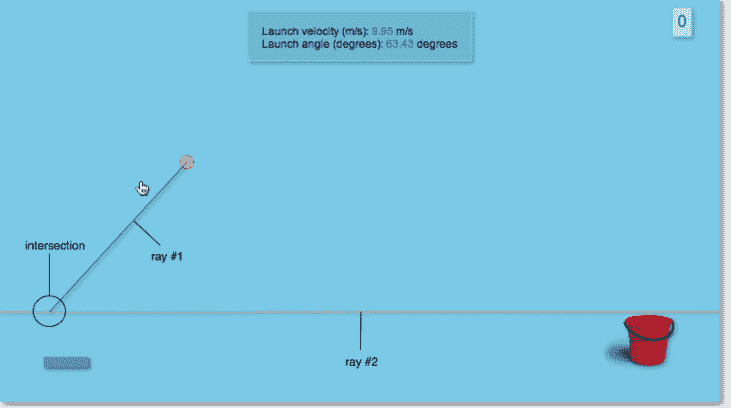 Launch velocity (m/s): 9.95 m/s
Launch angle (degrees): 63.43 degrees
0
intersection
ray #1
ray #2